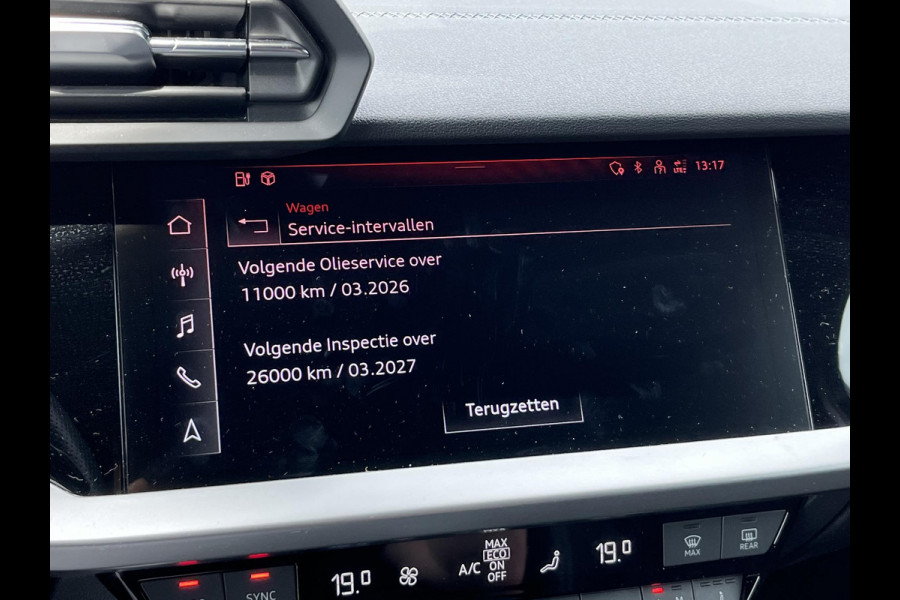 13:17
Wagen
Service-intervallen
Volgende Olieservice over
11000 km / 03.2026
Volgende Inspectie over
26000 km / 03.2027
Terugzetten
MAX
ECO
A/C ON
OFF
19.0
19.0
MAX
REAR
SYNC